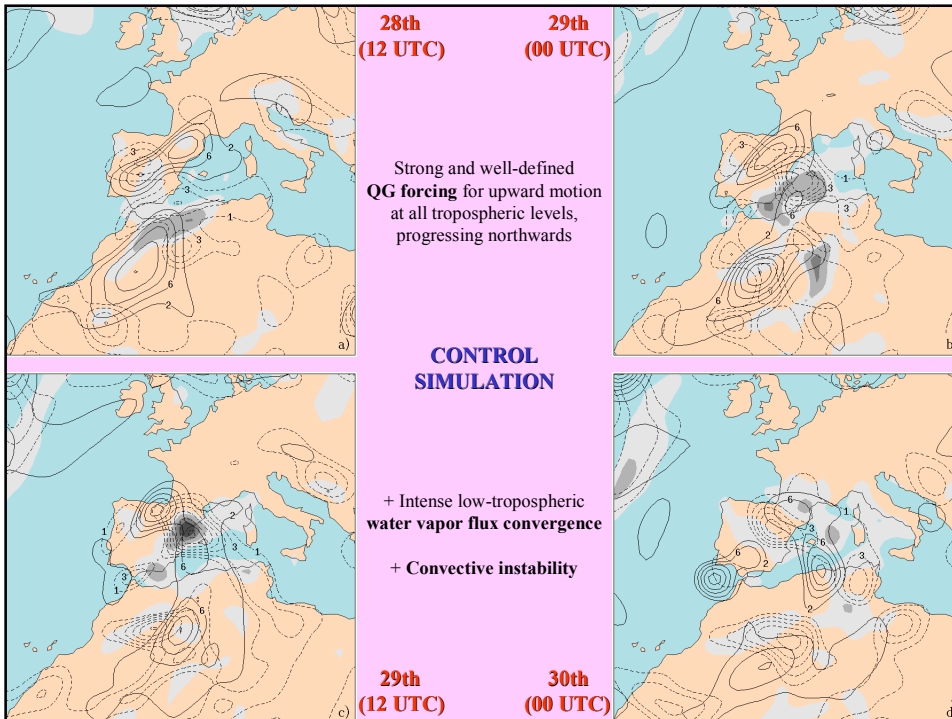 28th
(12 UTC)
29th
(00 UTC)
Strong and well-defined
QG forcing for upward motion
at all tropospheric levels,
progressing northwards
a)
b
CONTROL
SIMULATION
+ Intense low-tropospheric
water vapor flux convergence
+ Convective instability
29th
(12 UTC)
30th
(00 UTC)
c)
d